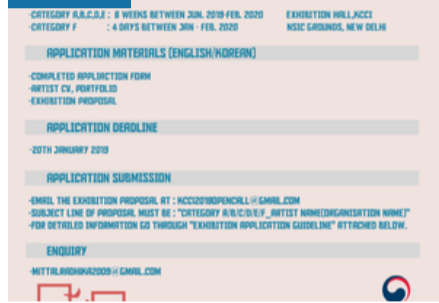 -CATEGORY A,B,C,D,E : 6 WEEKS BETWEEN JUN. 2019-FEB. 2020 EXHIBITION HALL,KCCI
-CATEGORY F : 4 DAYS BETWEEN JAN - FEB. 2020 NSIC GROUNDS, NEW DELHI
APPLICATION MATERIALS (ENGLISH/KOREAN)
-COMPLETED APPLIACTION FORM
-ARTIST CV, PORTFOLIO
-EXHIBITION PROPOSAL
APPLICATION DEADLINE
-20TH JANUARY 2019
APPLICATION SUBMISSION
-EMAIL THE EXHIBITION PROPOSAL AT : KCCI2019OPENCALL@GMAIL.COM
-SUBJECT LINE OF PROPOSAL MUST BE : "CATEGORY A/B/C/D/E/F_ARTIST NAME(ORGANISATION NAME)"
-FOR DETAILED INFORMATION GO THROUGH "EXHIBITION APPLICATION GUIDELINE" ATTACHED BELOW.
ENQUIRY
-MITTALRADHIKA2009@GMAIL.COM